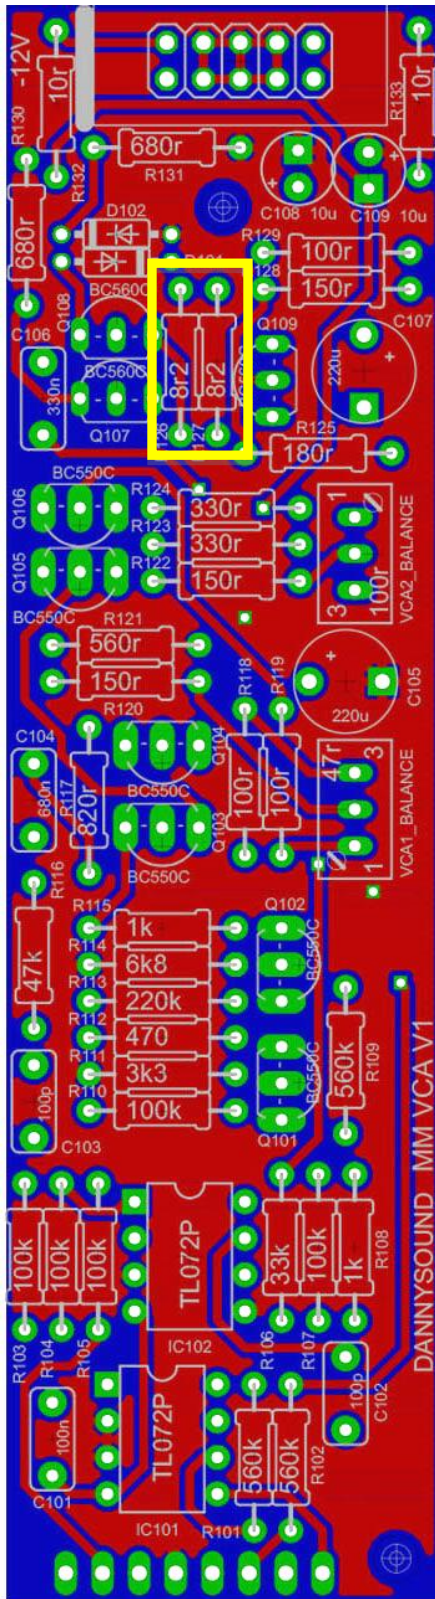 -12V
R130
10r
R132
680r
R131
R133
10r
680r
D102
C108
10u
C109
10u
R129
100r
150r
128
Q108
BC560C
BC560C
Q107
8r2
8r2
126
127
Q109
C107
220u
C106
330n
R125
180r
Q106
BC550C
R124
330r
R123
330r
R122
150r
Q105
BC550C
1
3
100r
VCA2_BALANCE
R121
560r
150r
R120
R118
R119
C105
220u
C104
680n
R117
820r
Q104
BC550C
Q103
BC550C
100r
100r
47r
3
1
VCA1_BALANCE
R116
47k
R115
1k
R114
6k8
R113
220k
R112
470
R111
3k3
R110
100k
Q102
BC550C
BC550C
Q101
R109
560k
100p
C103
100k
100k
100k
R103
R104
R105
TL072P
IC102
33k
100k
1k
R108
R106
R107
100p
C102
DANNYSOUND MM VCA V1
100n
C101
TL072P
IC101
560k
560k
R102
R101